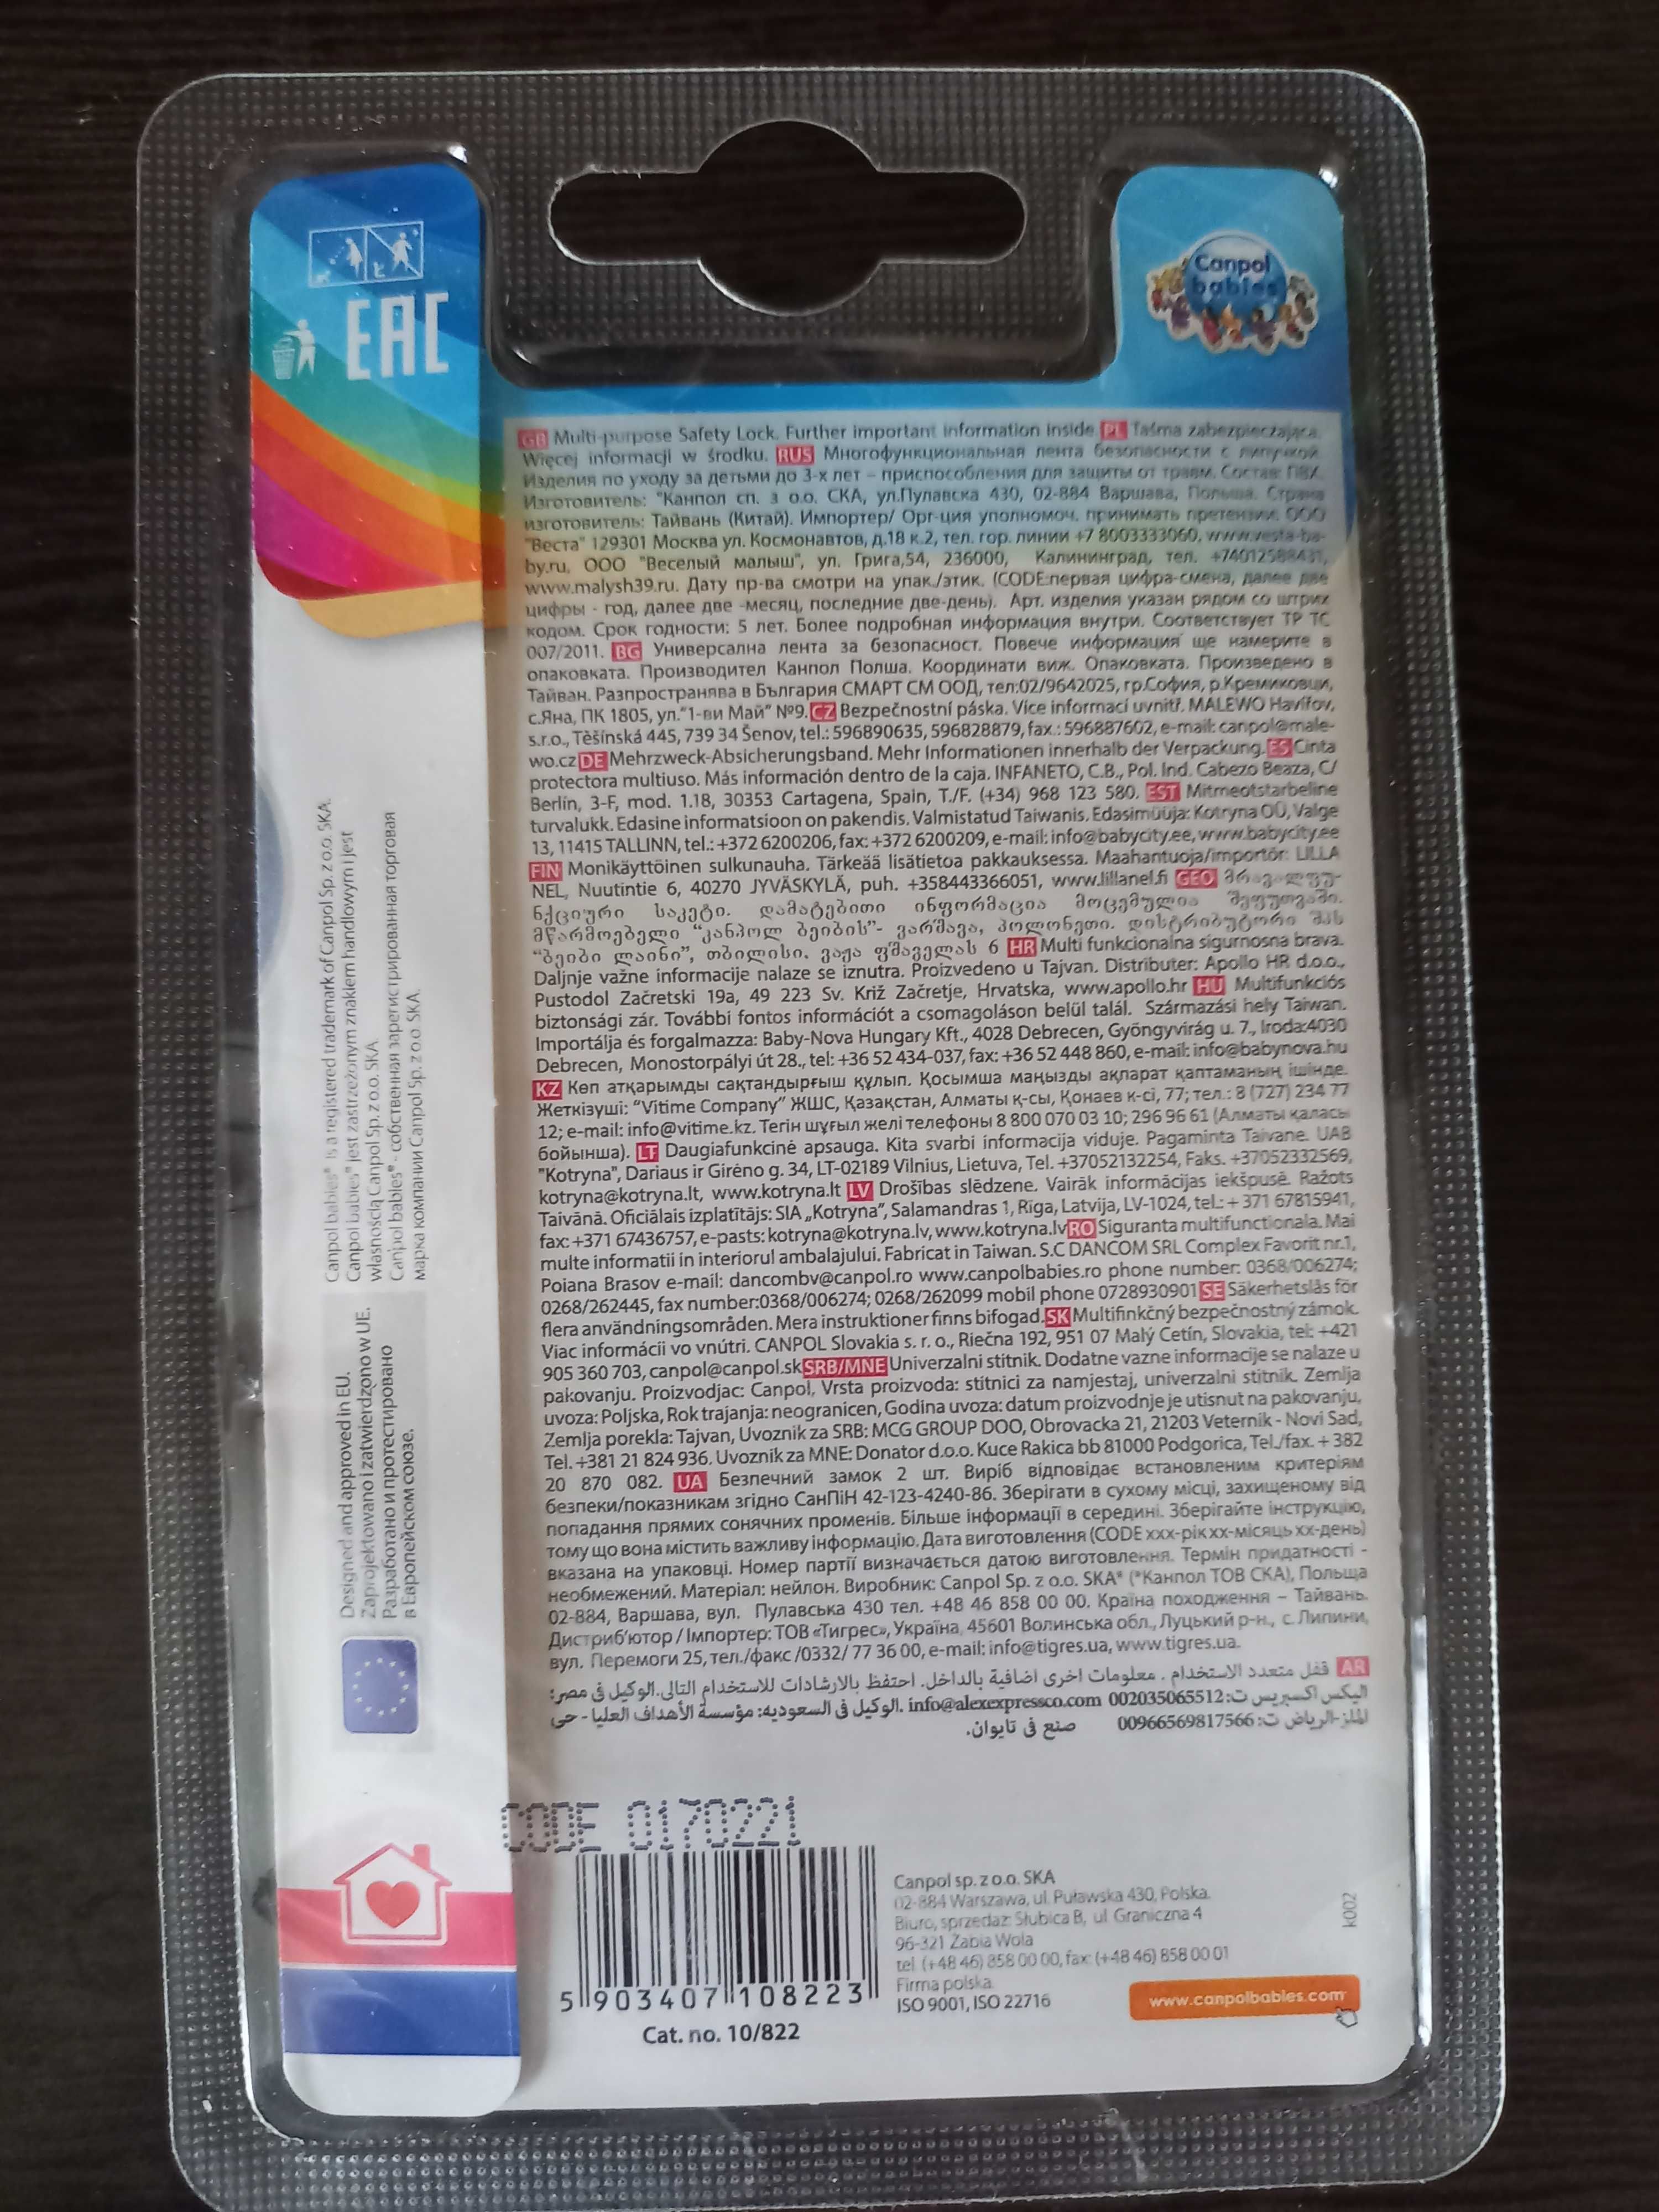 EAC
Canpol
babies
GB Multi-purpose Safety Lock. Further important information inside PL Taśma zabezpieczająca.
Więcej informacji w środku. RUS Многофункциональная лента безопасности с липучкой.
Изделия по уходу за детьми до 3-х лет – приспособления для защиты от травм. Состав: ПВХ.
Изготовитель: "Канпол сп. з о.о. СКА, ул.Пулавска 430, 02-884 Варшава, Польша. Страна
изготовитель: Тайвань (Китай). Импортер/ Орг-ция уполномоч. принимать претензии: ООО
"Веста" 129301 Москва ул. Космонавтов, д.18 к.2, тел. гор. линии +7 8003333060, www.vesta-ba-
by.ru, ООО "Веселый малыш", ул. Грига,54, 236000, Калининград, тел. +74012588431,
www.malysh39.ru. Дату пр-ва смотри на упак./этик. (CODE:первая цифра-смена, далее две
цифры - год, далее две -месяц, последние две-день). Арт. изделия указан рядом со штрих
кодом. Срок годности: 5 лет. Более подробная информация внутри. Соответствует ТР ТС
007/2011. BG Универсална лента за безопасност. Повече информация ще намерите в
опаковката. Производител Канпол Полша. Координати виж. Опаковката. Произведено в
Тайван. Разпространява в България СМАРТ СМ ООД, тел:02/9642025, гр.София, р.Кремиковци,
с.Яна, ПК 1805, ул."1-ви Май" №9. CZ Bezpečnostní páska. Více informací uvnitř. MALEWO Havířov,
s.r.o., Těšínská 445, 739 34 Šenov, tel.: 596890635, 596828879, fax.: 596887602, e-mail: canpol@male-
wo.cz DE Mehrzweck-Absicherungsband. Mehr Informationen innerhalb der Verpackung. ES Cinta
protectora multiuso. Más información dentro de la caja. INFANETO, C.B., Pol. Ind. Cabezo Beaza, C/
Berlín, 3-F, mod. 1.18, 30353 Cartagena, Spain, T./F. (+34) 968 123 580. EST Mitmeotstarbeline
turvalukk. Edasine informatsioon on pakendis. Valmistatud Taiwanis. Edasimüüja: Kotryna OÜ, Valge
13, 11415 TALLINN, tel.: +372 6200206, fax: +372 6200209, e-mail: info@babycity.ee, www.babycity.ee
FIN Monikäyttöinen sulkunauha. Tärkeää lisätietoa pakkauksessa. Maahantuoja/importör: LILLA
NEL, Nuutintie 6, 40270 JYVÄSKYLÄ, puh. +358443366051, www.lillanel.fi GEO მრავალფუ-
ნქციური საკეტი. დამატებითი ინფორმაცია მოცემულია შეფუთვაში.
მწარმოებელი "კანპოლ ბეიბის"- ვარშავა, პოლონეთი. დისტრიბუტორი შპს
"ბეიბი ლაინი", თბილისი, ვაჟა ფშაველას 6 HR Multi funkcionalna sigurnosna brava.
Daljnje važne informacije nalaze se iznutra. Proizvedeno u Tajvan. Distributer: Apollo HR d.o.o.,
Pustodol Začretski 19a, 49 223 Sv. Križ Začretje, Hrvatska, www.apollo.hr HU Multifunkciós
biztonsági zár. További fontos információt a csomagoláson belül talál. Származási hely Taiwan.
Importálja és forgalmazza: Baby-Nova Hungary Kft., 4028 Debrecen, Gyöngyvirág u. 7., Iroda:4030
Debrecen, Monostorpályi út 28., tel: +36 52 434-037, fax: +36 52 448 860, e-mail: info@babynova.hu
KZ Көп атқарымды сақтандырғыш құлып. Қосымша маңызды ақпарат қаптаманың ішінде.
Жеткізуші: "Vitime Company" ЖШС, Қазақстан, Алматы қ-сы, Қонаев к-сі, 77; тел.: 8 (727) 234 77
12; e-mail: info@vitime.kz. Тегін шұғыл желі телефоны 8 800 070 03 10; 296 96 61 (Алматы қаласы
бойынша). LT Daugiafunkcinė apsauga. Kita svarbi informacija viduje. Pagaminta Taivane. UAB
"Kotryna", Dariaus ir Girėno g. 34, LT-02189 Vilnius, Lietuva, Tel. +37052132254, Faks. +37052332569,
kotryna@kotryna.lt, www.kotryna.lt LV Drošības slēdzene. Vairāk informācijas iekšpusē. Ražots
Taivānā. Oficiālais izplatītājs: SIA „Kotryna", Salamandras 1, Rīga, Latvija, LV-1024, tel.: + 371 67815941,
fax: +371 67436757, e-pasts: kotryna@kotryna.lv, www.kotryna.lv RO Siguranta multifunctionala. Mai
multe informatii in interiorul ambalajului. Fabricat in Taiwan. S.C DANCOM SRL Complex Favorit nr.1,
Poiana Brasov e-mail: dancombv@canpol.ro www.canpolbabies.ro phone number: 0368/006274;
0268/262445, fax number:0368/006274; 0268/262099 mobil phone 0728930901 SE Säkerhetslås för
flera användningsområden. Mera instruktioner finns bifogad. SK Multifinkčný bezpečnostný zámok.
Viac informácií vo vnútri. CANPOL Slovakia s. r. o., Riečna 192, 951 07 Malý Cetín, Slovakia, tel: +421
905 360 703, canpol@canpol.sk SRB/MNE Univerzalni stitnik. Dodatne vazne informacije se nalaze u
pakovanju. Proizvodjac: Canpol, Vrsta proizvoda: stitnici za namjestaj, univerzalni stitnik. Zemlja
uvoza: Poljska, Rok trajanja: neogranicen, Godina uvoza: datum proizvodnje je utisnut na pakovanju,
Zemlja porekla: Tajvan, Uvoznik za SRB: MCG GROUP DOO, Obrovacka 21, 21203 Veternik - Novi Sad,
Tel. +381 21 824 936. Uvoznik za MNE: Donator d.o.o. Kuce Rakica bb 81000 Podgorica, Tel./fax. + 382
20 870 082. UA Безпечний замок 2 шт. Виріб відповідає встановленим критеріям
безпеки/показникам згідно СанПіН 42-123-4240-86. Зберігати в сухому місці, захищеному від
попадання прямих сонячних променів. Більше інформації в середині. Зберігайте інструкцію,
тому що вона містить важливу інформацію. Дата виготовлення (CODE xxx-рік xx-місяць xx-день)
вказана на упаковці. Номер партії визначається датою виготовлення. Термін придатності -
необмежений. Матеріал: нейлон. Виробник: Canpol Sp. z o.o. SKA* (*Канпол ТОВ СКА), Польща
02-884, Варшава, вул. Пулавська 430 тел. +48 46 858 00 00. Країна походження – Тайвань.
Дистриб'ютор / Імпортер: ТОВ «Тигрес», Україна, 45601 Волинська обл., Луцький р-н., с. Липини,
вул. Перемоги 25, тел./факс /0332/ 77 36 00, e-mail: info@tigres.ua, www.tigres.ua.
AR قفل متعدد الاستخدام . معلومات اخرى اضافية بالداخل. احتفظ بالارشادات للاستخدام التالى.الوكيل فى مصر:
اليكس اكسبريس ت:002035065512 info@alexexpressco.com .الوكيل فى السعوديه: مؤسسة الأهداف العليا - حى
الملز-الرياض ت: 00966569817566 صنع فى تايوان.
Canpol babies® is a registered trademark of Canpol Sp. z o.o. SKA.
Canpol babies® jest zastrzeżonym znakiem handlowym i jest
własnością Canpol Sp. z o.o. SKA.
Canpol babies® - собственная зарегистрированная торговая
марка компании Canpol Sp. z o.o. SKA.
Designed and approved in EU.
Zaprojektowano i zatwierdzono w UE.
Разработано и протестировано
в Европейском союзе.
CODE 0170221
5 903407 108223
Cat. no. 10/822
Canpol sp. z o.o. SKA
02-884 Warszawa, ul. Puławska 430, Polska.
Biuro, sprzedaż: Słubica B, ul Graniczna 4
96-321 Żabia Wola
tel. (+48 46) 858 00 00, fax: (+48 46) 858 00 01
Firma polska
ISO 9001, ISO 22716
www.canpolbabies.com
k002